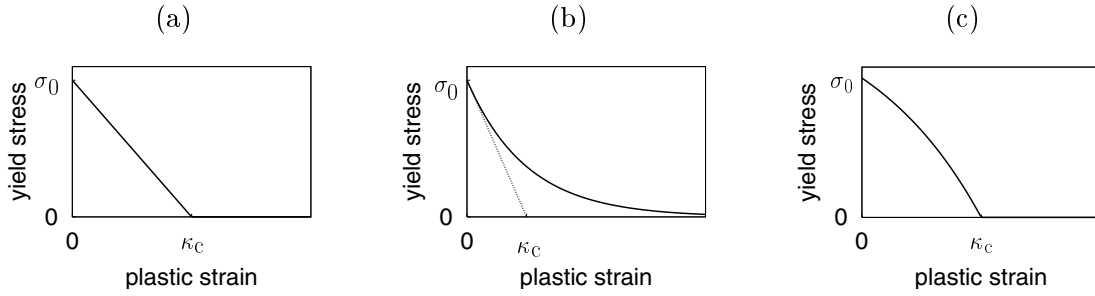 (a)
yield stress
σ0
0
0
κc
plastic strain
(b)
yield stress
σ0
0
0
κc
plastic strain
(c)
yield stress
σ0
0
0
κc
plastic strain